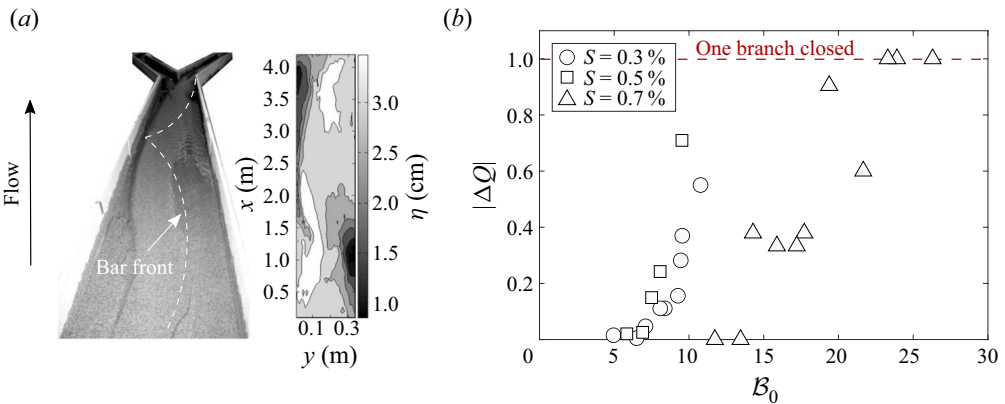 (a)
Flow
Bar front
x (m)
4.0
3.5
3.0
2.5
2.0
1.5
1.0
0.5
0.1 0.3
y (m)
3.0
2.5
2.0
1.5
1.0
η (cm)
(b)
One branch closed
S = 0.3 %
S = 0.5 %
S = 0.7 %
|ΔQ|
1.0
0.8
0.6
0.4
0.2
0 5 10 15 20 25 30
ℬ₀